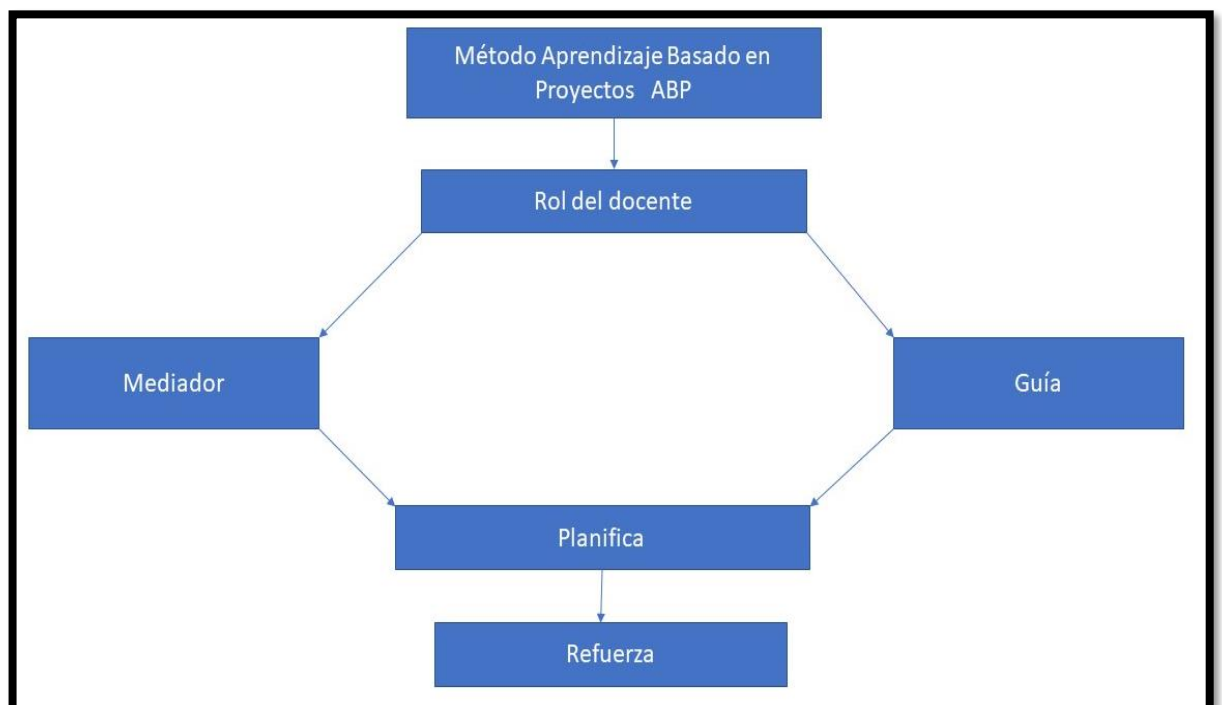 Método Aprendizaje Basado en
Proyectos ABP
Rol del docente
Mediador
Guía
Planifica
Refuerza